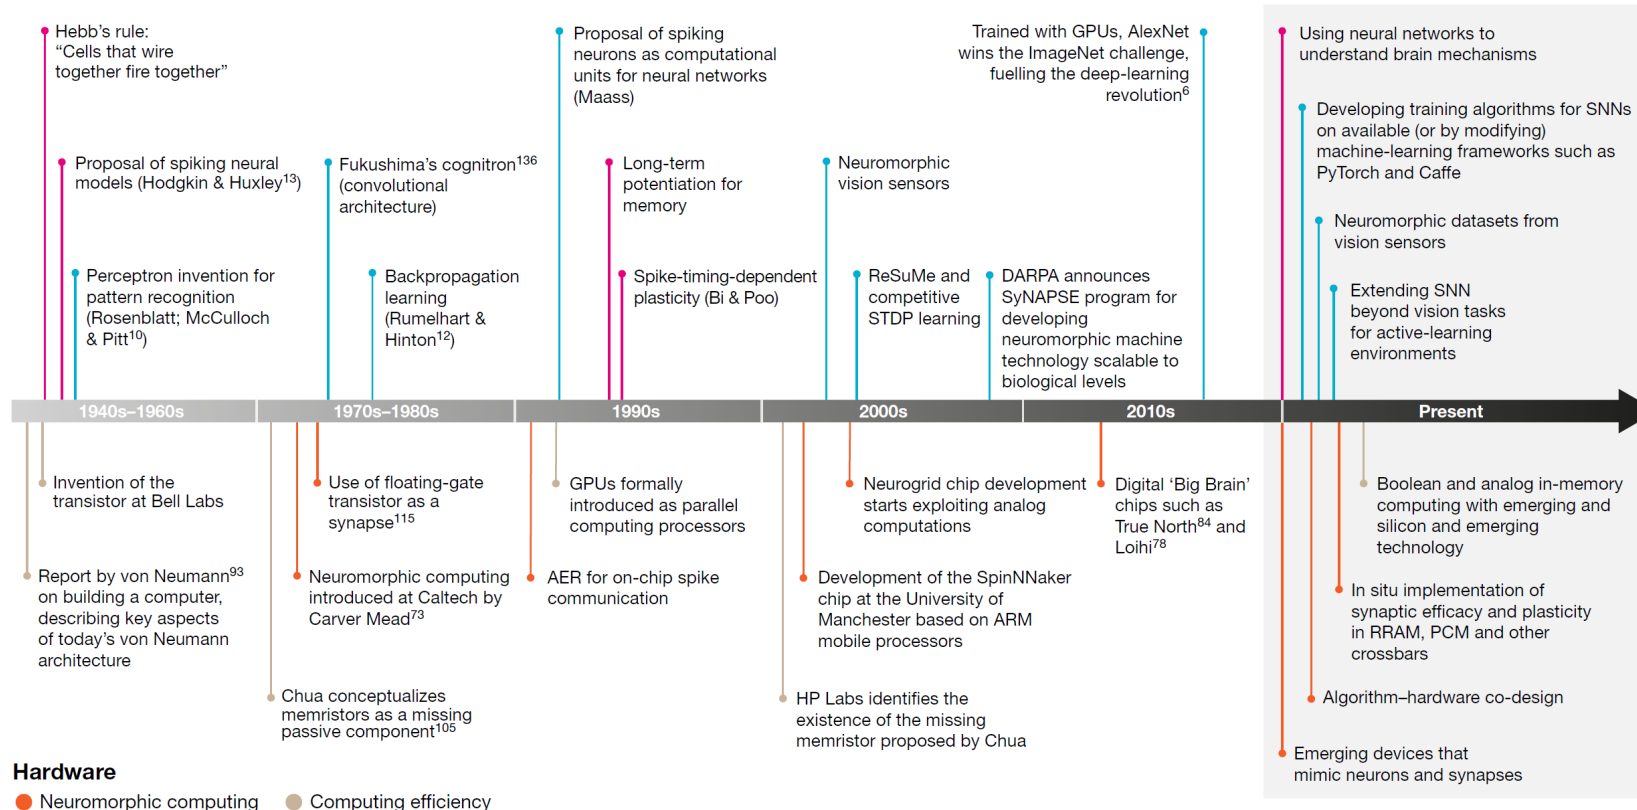 Hebb's rule:
“Cells that wire
together fire together”
Proposal of spiking neural
models (Hodgkin & Huxley13)
Perceptron invention for
pattern recognition
(Rosenblatt; McCulloch
& Pitt10)
Fukushima's cognitron136
(convolutional
architecture)
Backpropagation
learning
(Rumelhart &
Hinton12)
Proposal of spiking
neurons as computational
units for neural networks
(Maass)
Long-term
potentiation for
memory
Spike-timing-dependent
plasticity (Bi & Poo)
Neuromorphic
vision sensors
ReSuMe and
competitive
STDP learning
Trained with GPUs, AlexNet
wins the ImageNet challenge,
fuelling the deep-learning
revolution6
DARPA announces
SyNAPSE program for
developing
neuromorphic machine
technology scalable to
biological levels
Using neural networks to
understand brain mechanisms
Developing training algorithms for SNNs
on available (or by modifying)
machine-learning frameworks such as
PyTorch and Caffe
Neuromorphic datasets from
vision sensors
Extending SNN
beyond vision tasks
for active-learning
environments
1940s–1960s
1970s–1980s
1990s
2000s
2010s
Present
Invention of the
transistor at Bell Labs
Report by von Neumann93
on building a computer,
describing key aspects
of today's von Neumann
architecture
Use of floating-gate
transistor as a
synapse115
Neuromorphic computing
introduced at Caltech by
Carver Mead73
Chua conceptualizes
memristors as a missing
passive component105
GPUs formally
introduced as parallel
computing processors
AER for on-chip spike
communication
Neurogrid chip development
starts exploiting analog
computations
Development of the SpinNNaker
chip at the University of
Manchester based on ARM
mobile processors
HP Labs identifies the
existence of the missing
memristor proposed by Chua
Digital ‘Big Brain’
chips such as
True North84 and
Loihi78
Boolean and analog in-memory
computing with emerging and
silicon and emerging
technology
In situ implementation of
synaptic efficacy and plasticity
in RRAM, PCM and other
crossbars
Algorithm–hardware co-design
Emerging devices that
mimic neurons and synapses
Hardware
Neuromorphic computing
Computing efficiency